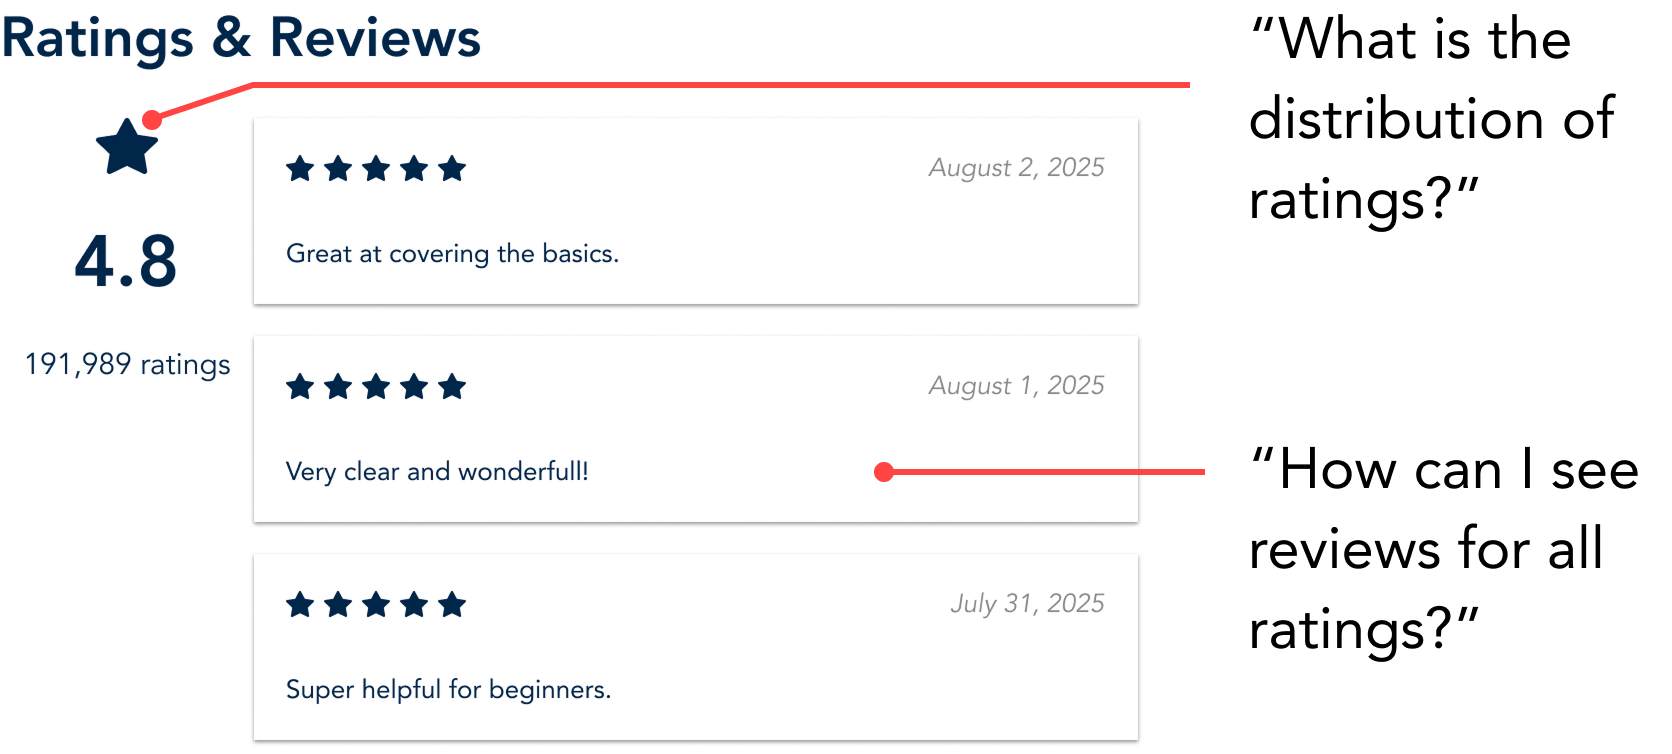 Ratings & Reviews
4.8
191,989 ratings
August 2, 2025
Great at covering the basics.
August 1, 2025
Very clear and wonderfull!
July 31, 2025
Super helpful for beginners.
“What is the
distribution of
ratings?”
“How can I see
reviews for all
ratings?”